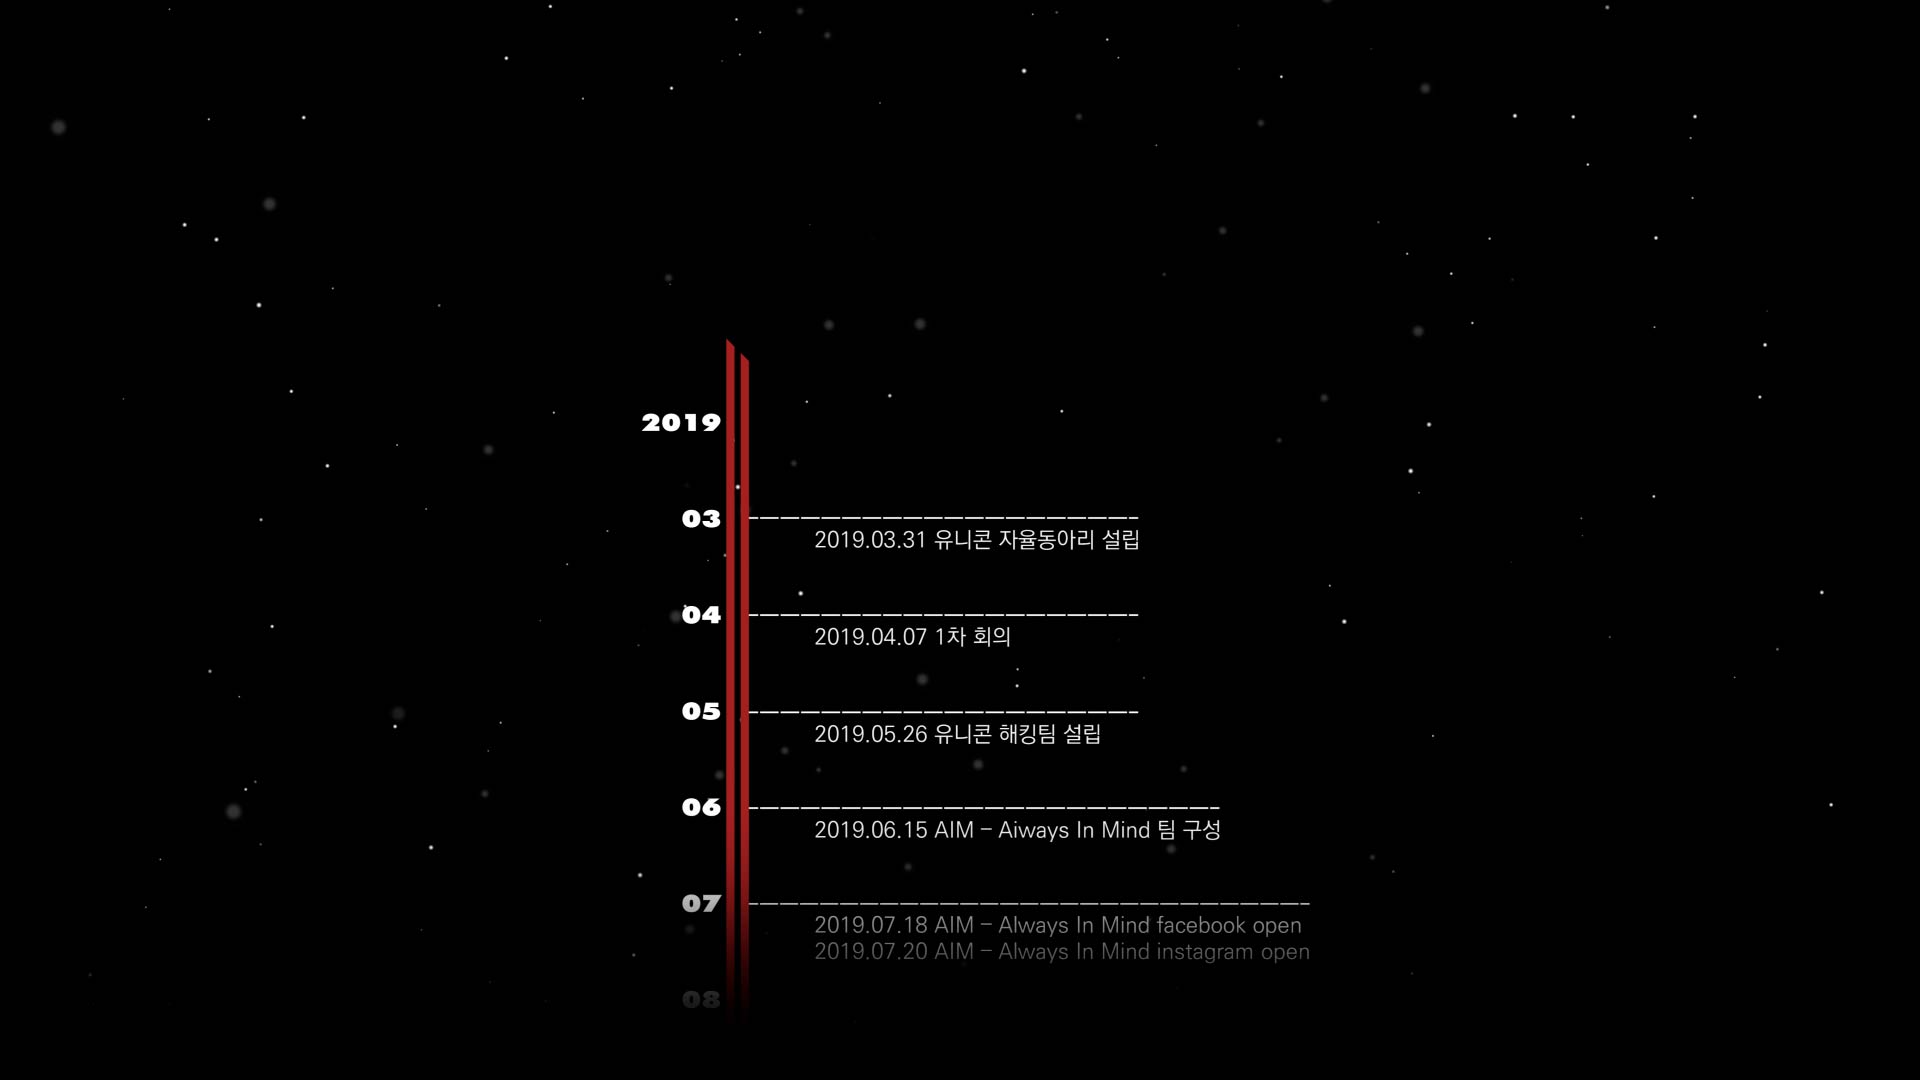 2019
03
2019.03.31 유니콘 자율동아리 설립
04
2019.04.07 1차 회의
05
2019.05.26 유니콘 해킹팀 설립
06
2019.06.15 AIM – Aiways In Mind 팀 구성
07
2019.07.18 AIM – Always In Mind facebook open
2019.07.20 AIM – Always In Mind instagram open
08